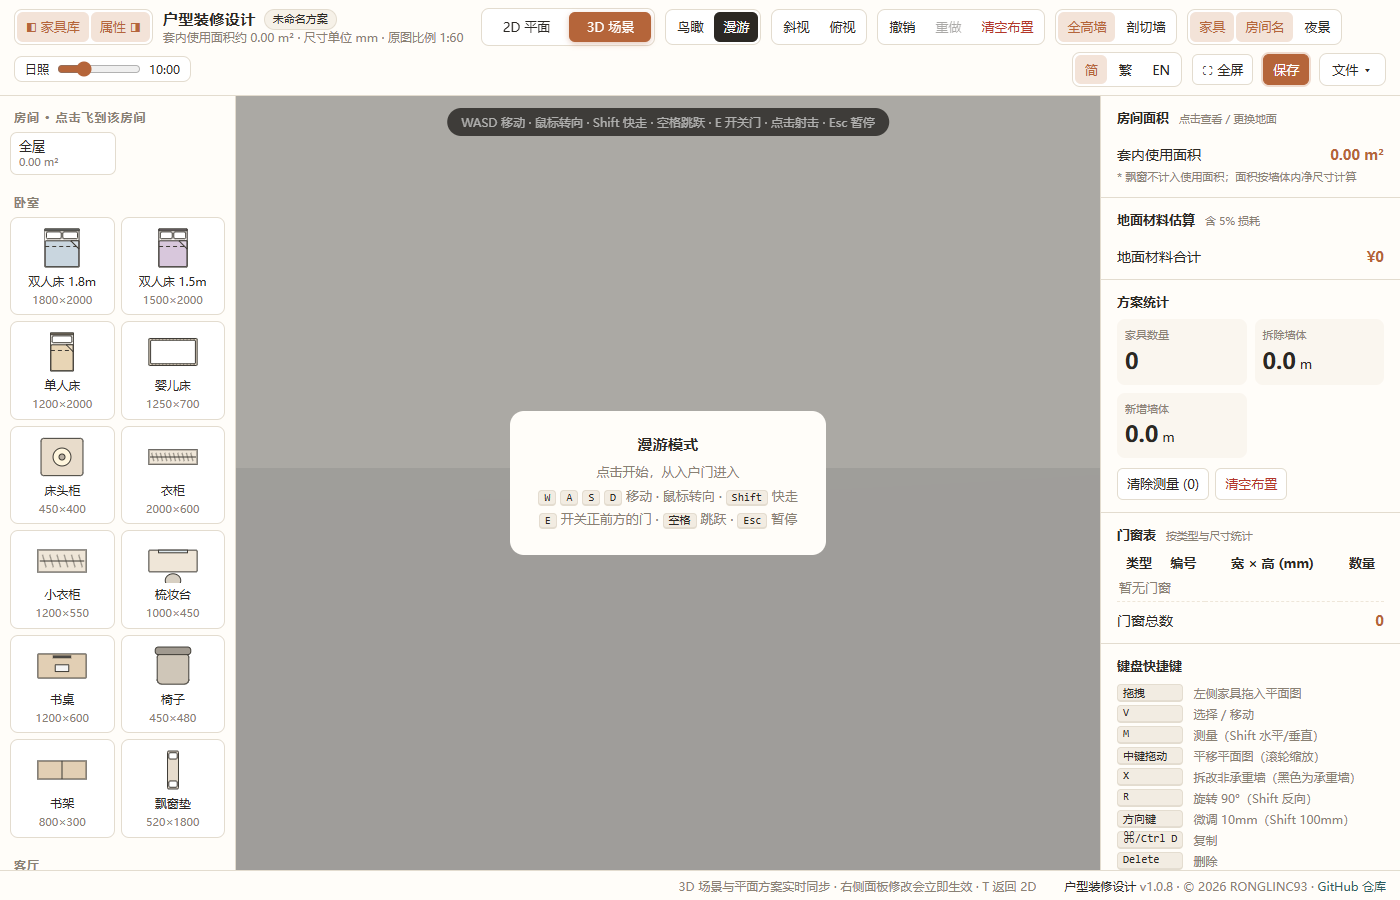 家具库 属性
户型装修设计 未命名方案
套内使用面积约 0.00 m² · 尺寸单位 mm · 原图比例 1:60
2D 平面 3D 场景
鸟瞰 漫游
斜视 俯视
撤销 重做 清空布置
全高墙 剖切墙
家具 房间名 夜景
日照 10:00
简 繁 EN
全屏
保存
文件
房间 • 点击飞到该房间
全屋
0.00 m²
卧室
双人床 1.8m
1800×2000
双人床 1.5m
1500×2000
单人床
1200×2000
婴儿床
1250×700
床头柜
450×400
衣柜
2000×600
小衣柜
1200×550
梳妆台
1000×450
书桌
1200×600
椅子
450×480
书架
800×300
飘窗垫
520×1800
客厅
WASD 移动 · 鼠标转向 · Shift 快走 · 空格跳跃 · E 开关门 · 点击射击 · Esc 暂停
漫游模式
点击开始，从入户门进入
W A S D 移动 · 鼠标转向 · Shift 快走
E 开关正前方的门 · 空格 跳跃 · Esc 暂停
房间面积 点击查看 / 更换地面
套内使用面积 0.00 m²
* 飘窗不计入使用面积；面积按墙体内净尺寸计算
地面材料估算 含 5% 损耗
地面材料合计 ¥0
方案统计
家具数量
0
拆除墙体
0.0 m
新增墙体
0.0 m
清除测量 (0) 清空布置
门窗表 按类型与尺寸统计
类型 编号 宽 × 高 (mm) 数量
暂无门窗
门窗总数 0
键盘快捷键
拖拽 左侧家具拖入平面图
V 选择 / 移动
M 测量（Shift 水平/垂直）
中键拖动 平移平面图（滚轮缩放）
X 拆改非承重墙（黑色为承重墙）
R 旋转 90°（Shift 反向）
方向键 微调 10mm（Shift 100mm）
⌘/Ctrl D 复制
Delete 删除
3D 场景与平面方案实时同步 · 右侧面板修改会立即生效 · T 返回 2D
户型装修设计 v1.0.8 · © 2026 RONGLINC93 · GitHub 仓库